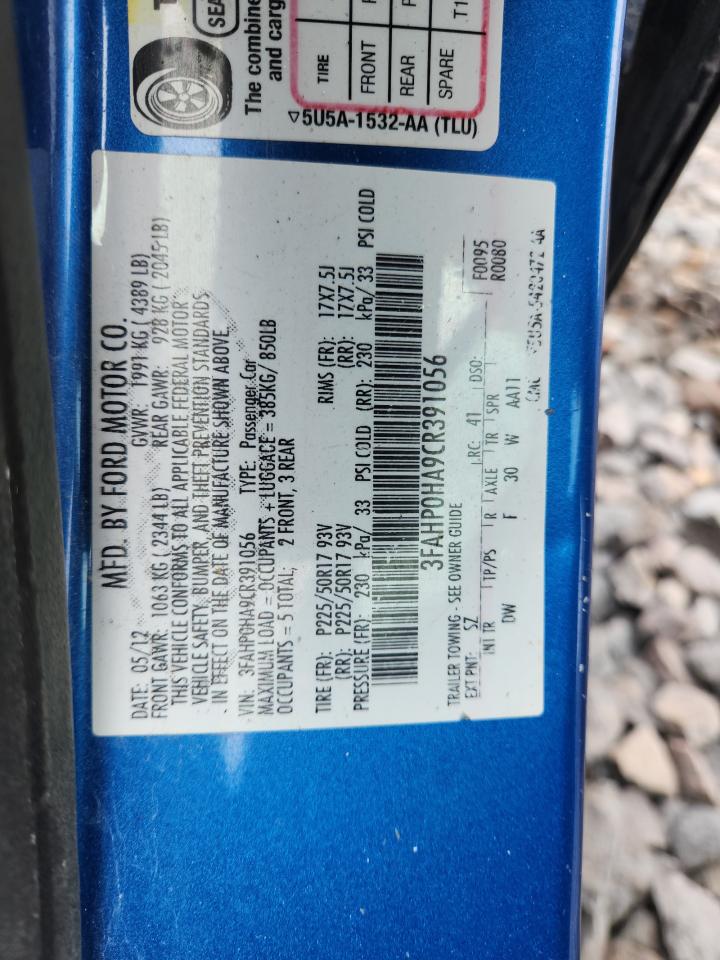 SEA
The combine
and carg
TIRE
FRONT
REAR
SPARE T1
5U5A-1532-AA (TLU)
MFD. BY FORD MOTOR CO.
DATE: 05/12 GVWR: 1991 KG ( 4389 LB)
FRONT GAWR: 1063 KG ( 2344 LB) REAR GAWR: 928 KG ( 2045 LB)
THIS VEHICLE CONFORMS TO ALL APPLICABLE FEDERAL MOTOR
VEHICLE SAFETY, BUMPER, AND THEFT PREVENTION STANDARDS
IN EFFECT ON THE DATE OF MANUFACTURE SHOWN ABOVE.
VIN: 3FAHP0HA9CR391056 TYPE: Passenger Car
MAXIMUM LOAD = OCCUPANTS + LUGGAGE = 385KG/ 850LB
OCCUPANTS = 5 TOTAL; 2 FRONT, 3 REAR
TIRE (FR): P225/50R17 93V RIMS (FR): 17X7.5J
(RR): P225/50R17 93V (RR): 17X7.5J
PRESSURE (FR): 230 kPa/ 33 PSI COLD (RR): 230 kPa/ 33 PSI COLD
3FAHP0HA9CR391056
TRAILER TOWING - SEE OWNER GUIDE
EXT PNT: SZ RC: 41 DSO: F0095
R0080
INT TR TP/PS R AXLE TR SPR
DW F 30 W AA11